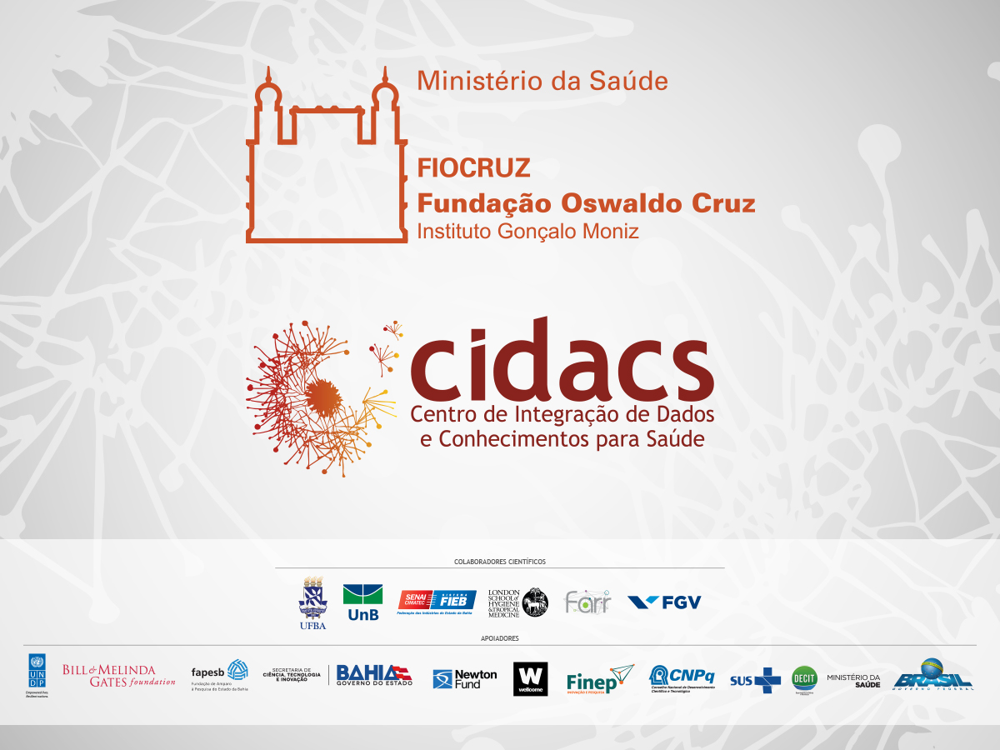 Ministério da Saúde
FIOCRUZ
Fundação Oswaldo Cruz
Instituto Gonçalo Moniz
cidacs
Centro de Integração de Dados
e Conhecimentos para Saúde
COLABORADORES CIENTÍFICOS
UFBA
UnB
SENAI
CIMATEC
SISTEMA
FIEB
Federação das Indústrias do Estado da Bahia
LONDON
SCHOOL of
HYGIENE
& TROPICAL
MEDICINE
Farr
FGV
APOIADORES
UN
DP
BILL & MELINDA
GATES foundation
fapesb
Fundação de Amparo
à Pesquisa do Estado da Bahia
SECRETARIA DE
CIÊNCIA, TECNOLOGIA
E INOVAÇÃO
BAHIA
GOVERNO DO ESTADO
Newton
Fund
W
wellcome
Finep
INOVAÇÃO E PESQUISA
CNPq
Conselho Nacional de Desenvolvimento
Científico e Tecnológico
SUS
DECIT
MINISTÉRIO DA
SAÚDE
BRASIL
GOVERNO FEDERAL